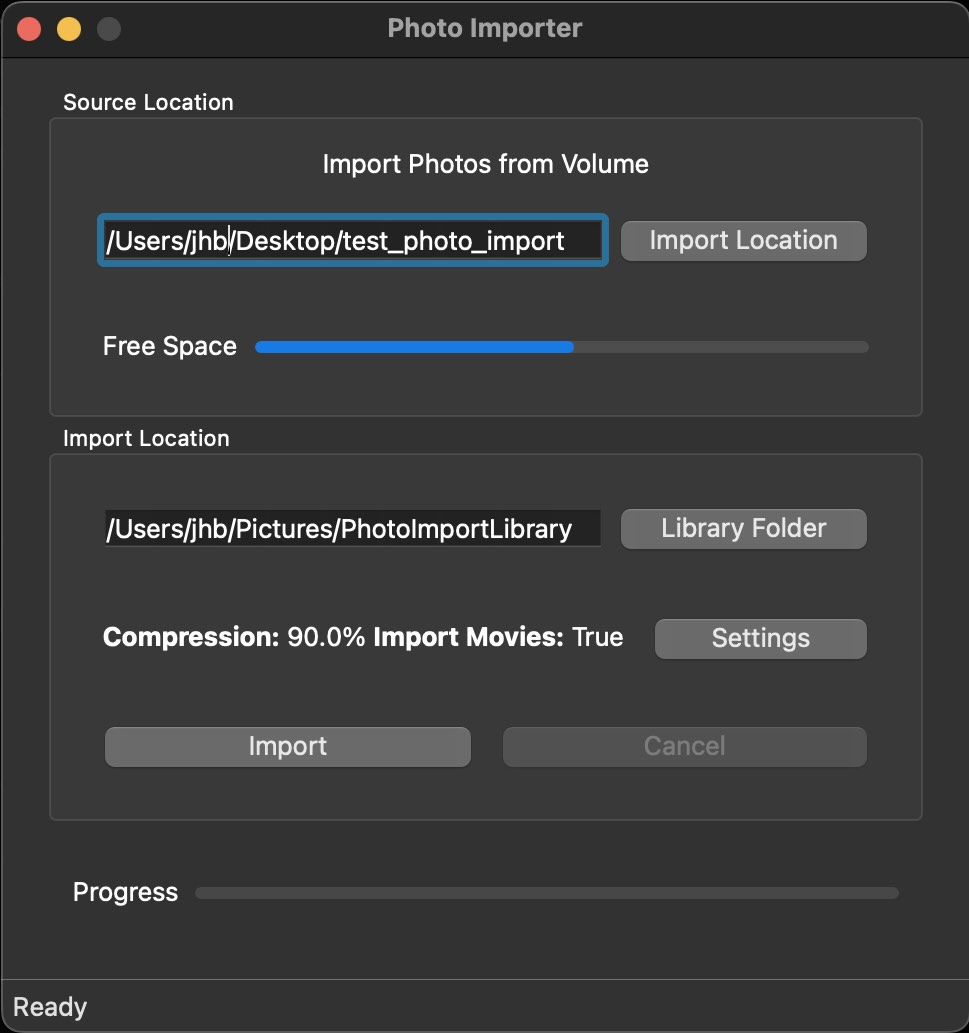 Photo Importer
Source Location
Import Photos from Volume
/Users/jhb/Desktop/test_photo_import Import Location
Free Space
Import Location
/Users/jhb/Pictures/PhotoImportLibrary Library Folder
Compression: 90.0% Import Movies: True Settings
Import Cancel
Progress
Ready